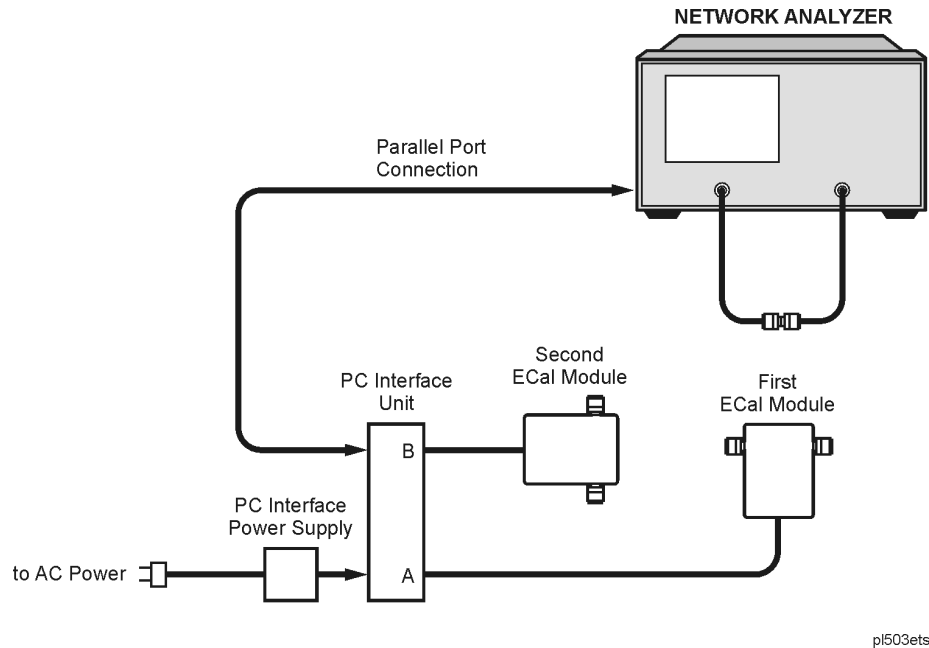 NETWORK ANALYZER
Parallel Port
Connection
Second
ECal Module
First
ECal Module
PC Interface
Unit
B
PC Interface
Power Supply
to AC Power
A
pl503ets